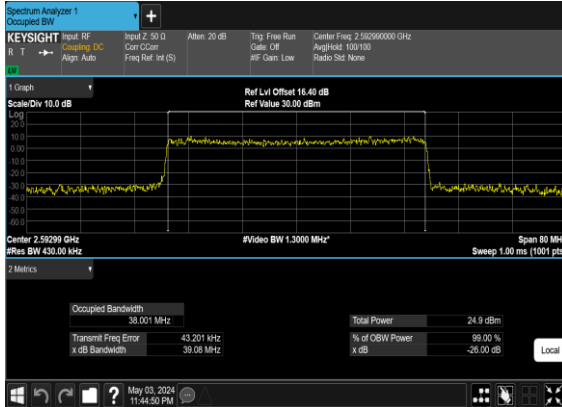 Spectrum Analyzer 1
Occupied BW
+
KEYSIGHT Input: RF Input Z: 50 Ω Atten: 20 dB Trig: Free Run Center Freq: 2.592990000 GHz
R T Coupling: DC Corr CCorr Gate: Off Avg|Hold: 100/100
Align: Auto Freq Ref: Int (S) #IF Gain: Low Radio Std: None
1 Graph
Scale/Div 10.0 dB
Ref Lvl Offset 16.40 dB
Ref Value 30.00 dBm
Log
20.0
10.0
0.00
-10.0
-20.0
-30.0
-40.0
-50.0
-60.0
Center 2.59299 GHz #Video BW 1.3000 MHz* Span 80 MH
#Res BW 430.00 kHz Sweep 1.00 ms (1001 pts
2 Metrics
Occupied Bandwidth
38.001 MHz
Total Power 24.9 dBm
Transmit Freq Error 43.201 kHz % of OBW Power 99.00 %
x dB Bandwidth 39.08 MHz x dB -26.00 dB
Local
?
May 03, 2024
11:44:50 PM